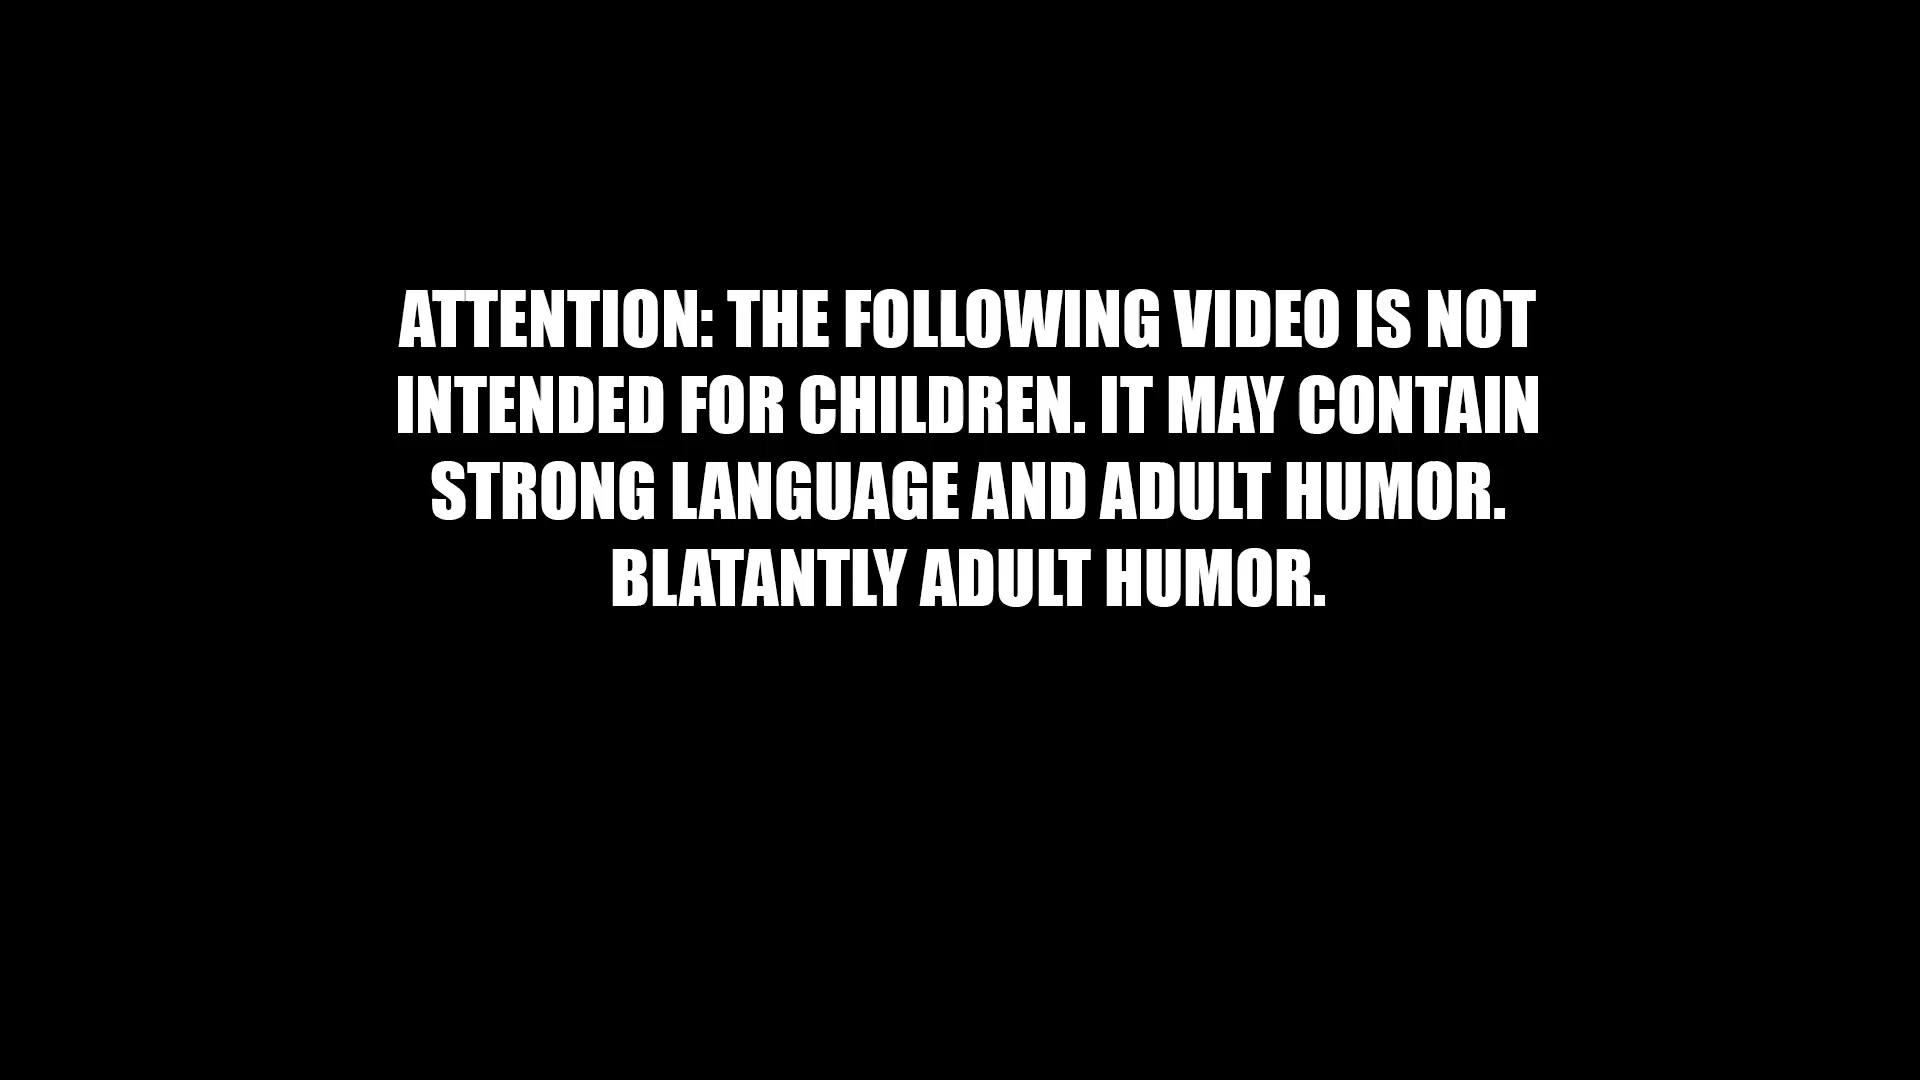 ATTENTION: THE FOLLOWING VIDEO IS NOT
INTENDED FOR CHILDREN. IT MAY CONTAIN
STRONG LANGUAGE AND ADULT HUMOR.
BLATANTLY ADULT HUMOR.